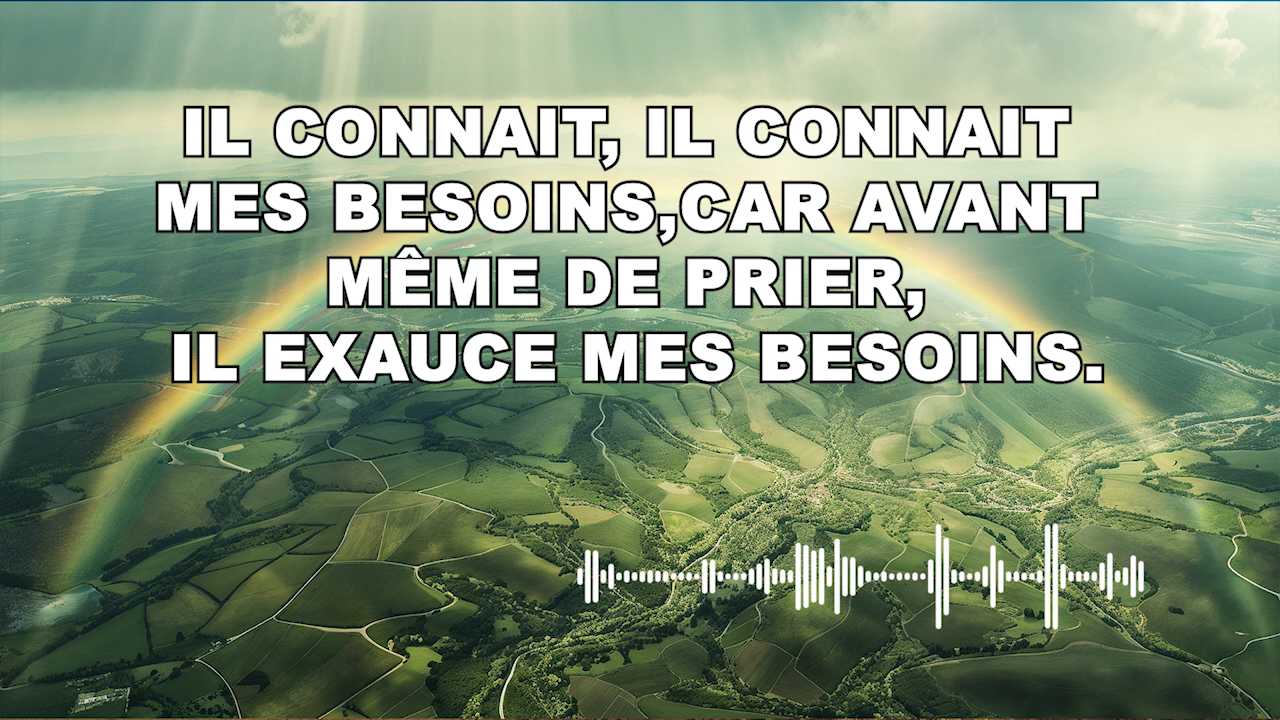 IL CONNAIT, IL CONNAIT
MES BESOINS,CAR AVANT
MÊME DE PRIER,
IL EXAUCE MES BESOINS.